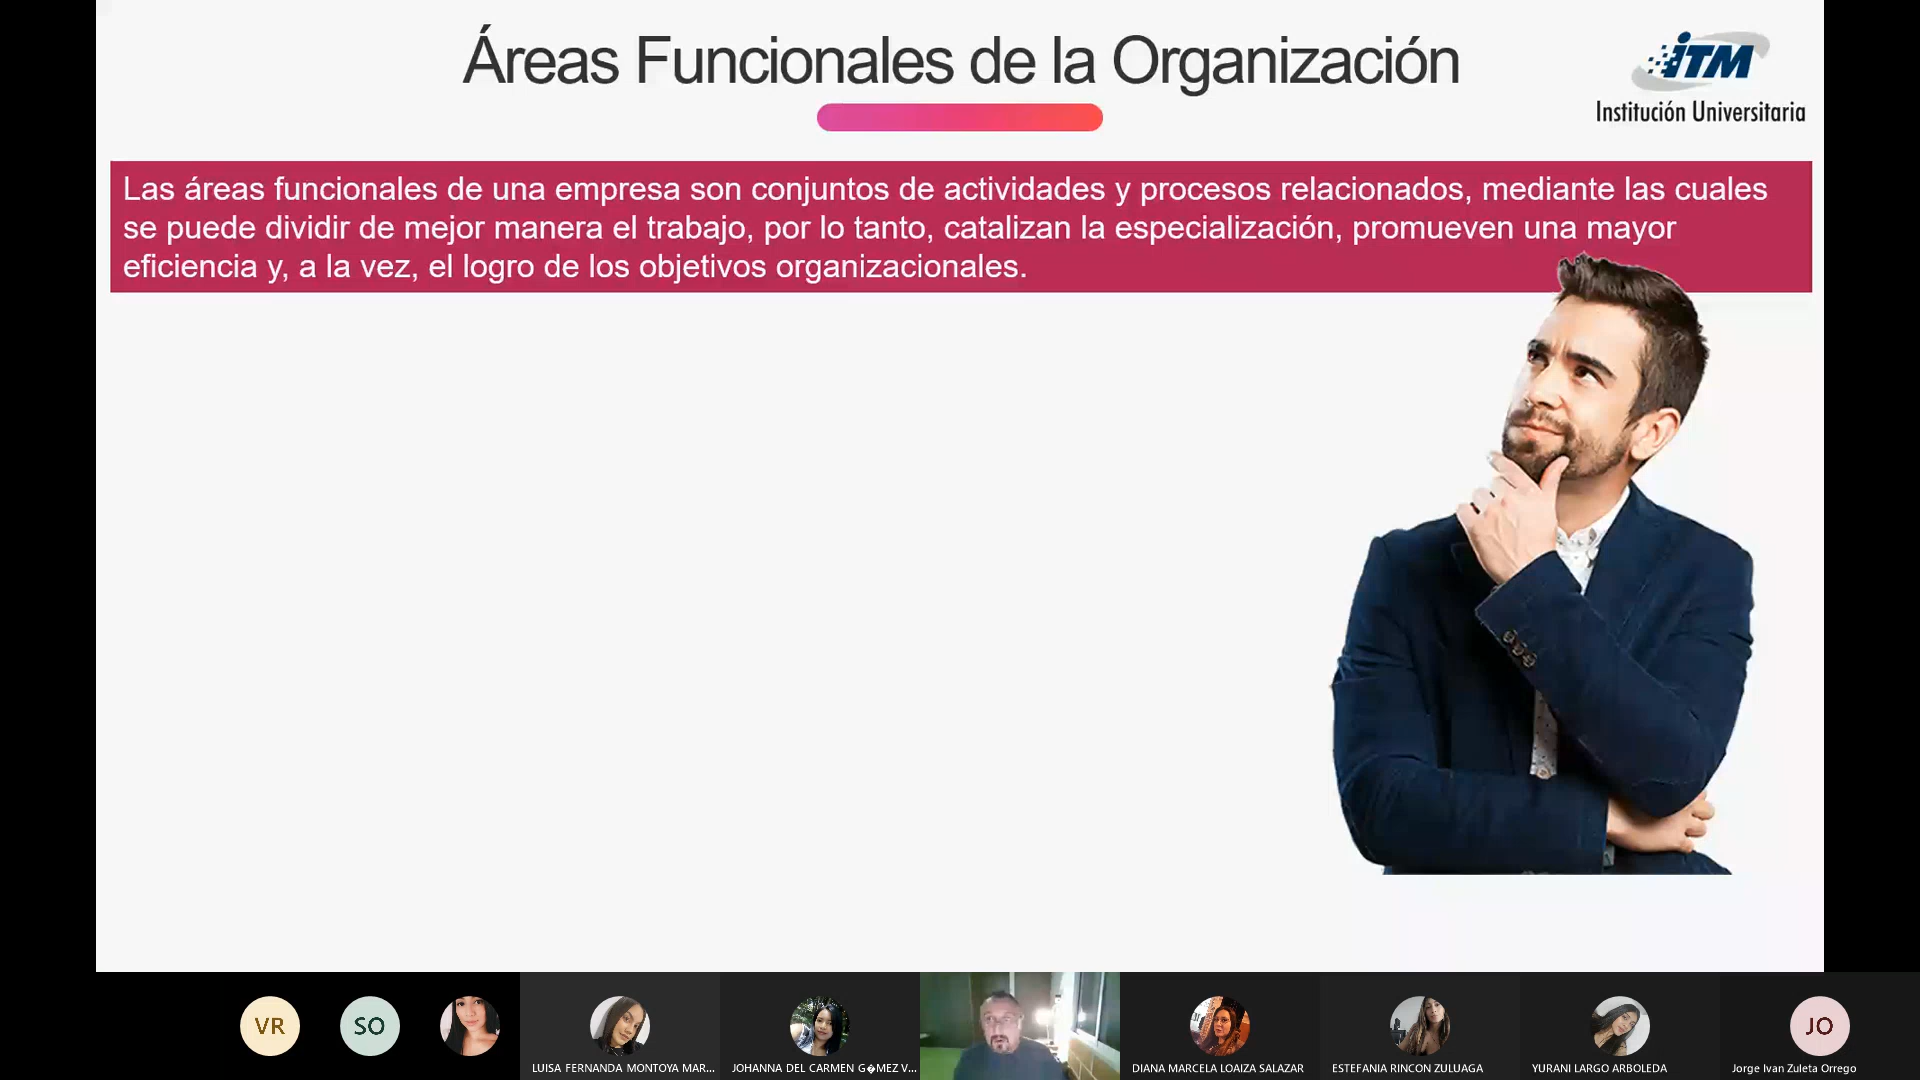 Áreas Funcionales de la Organización
iTM
Institución Universitaria
Las áreas funcionales de una empresa son conjuntos de actividades y procesos relacionados, mediante las cuales
se puede dividir de mejor manera el trabajo, por lo tanto, catalizan la especialización, promueven una mayor
eficiencia y, a la vez, el logro de los objetivos organizacionales.
VR
SO
JO
LUISA FERNANDA MONTOYA MAR...
JOHANNA DEL CARMEN G�MEZ V...
DIANA MARCELA LOAIZA SALAZAR
ESTEFANIA RINCON ZULUAGA
YURANI LARGO ARBOLEDA
Jorge Ivan Zuleta Orrego